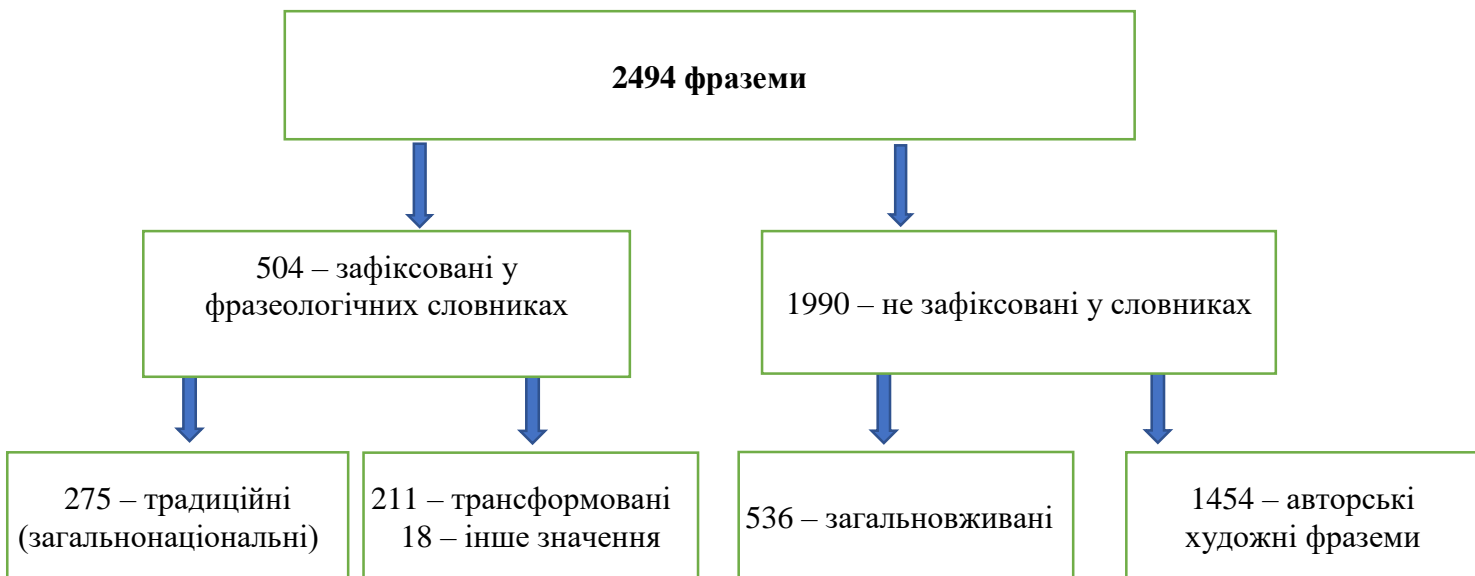 2494 фраземи
504 – зафіксовані у
фразеологічних словниках
1990 – не зафіксовані у словниках
275 – традиційні
(загальнонаціональні)
211 – трансформовані
18 – інше значення
536 – загальновживані
1454 – авторські
художні фраземи